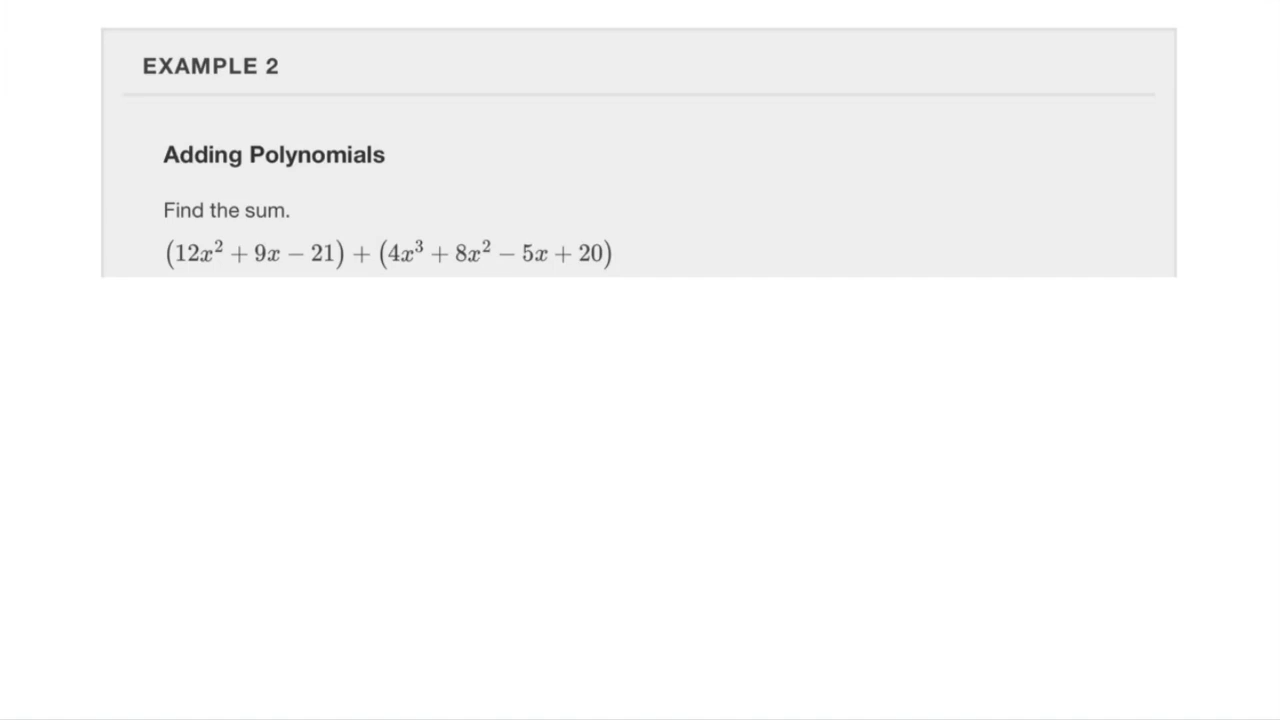 EXAMPLE 2
Adding Polynomials
Find the sum.
(12x² + 9x − 21) + (4x³ + 8x² − 5x + 20)